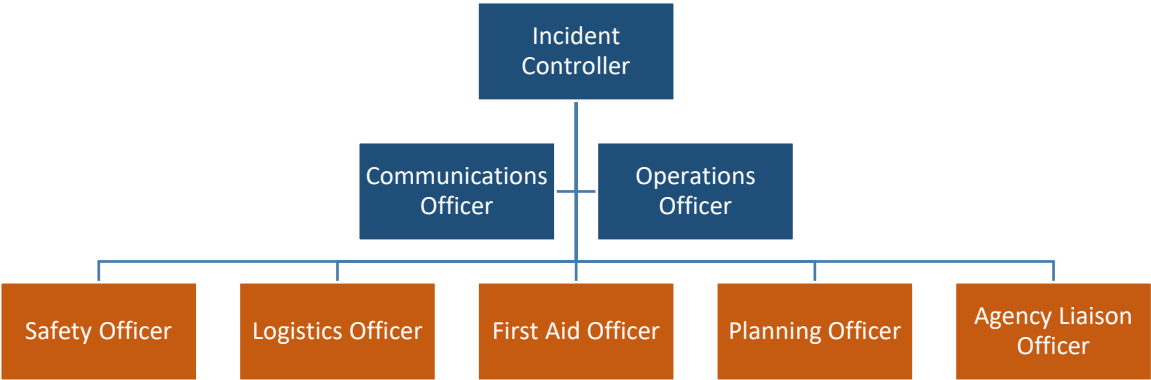 Incident
Controller
Communications
Officer
Operations
Officer
Safety Officer
Logistics Officer
First Aid Officer
Planning Officer
Agency Liaison
Officer